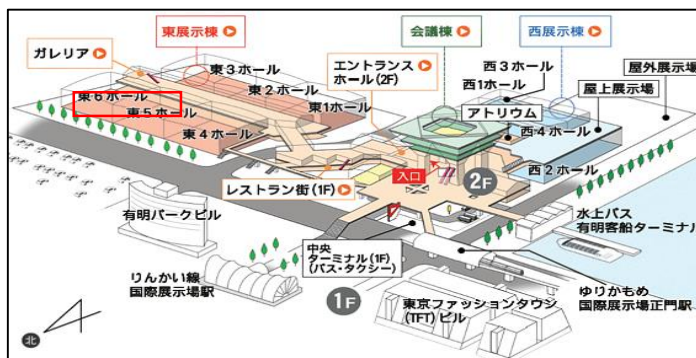 東展示棟
会議棟
西展示棟
ガレリア
東3ホール
東2ホール
東1ホール
東6ホール
東5ホール
東4ホール
エントランス
ホール(2F)
西3ホール
西1ホール
屋外展示場
屋上展示場
アトリウム
西4ホール
西2ホール
入口
2F
レストラン街(1F)
有明パークビル
水上バス
有明客船ターミナル
中央
ターミナル(1F)
(バス・タクシー)
りんかい線
国際展示場駅
1F
東京ファッションタウン
(TFT)ビル
ゆりかもめ
国際展示場正門駅
北